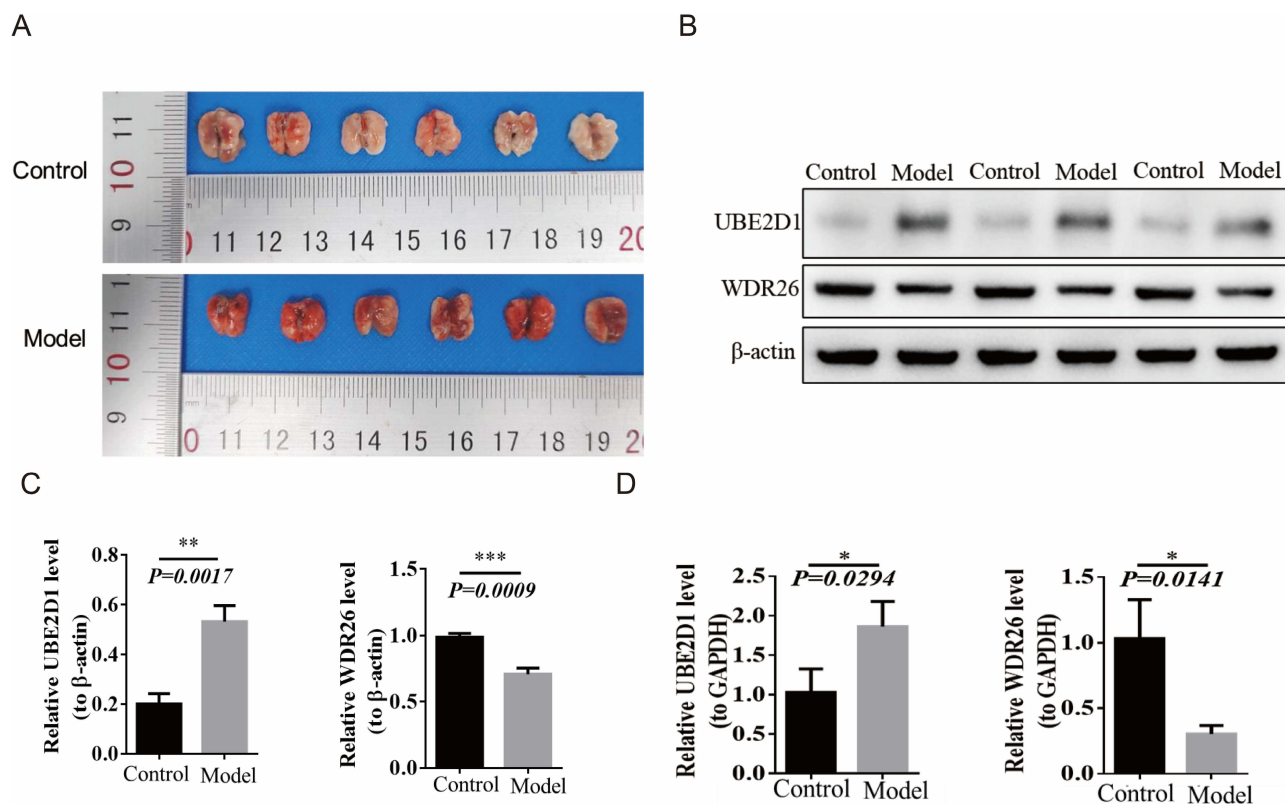 A
B
Control
11
10
9
mm
0 11 12 13 14 15 16 17 18 19 20
Model
11
10
9
mm
0 11 12 13 14 15 16 17 18 19
Control Model Control Model Control Model
UBE2D1
WDR26
β-actin
C
Relative UBE2D1 level
(to β-actin)
0.8
0.6
0.4
0.2
0.0
**
P=0.0017
Control Model
Relative WDR26 level
(to β-actin)
1.5
1.0
0.5
0.0
***
P=0.0009
Control Model
D
Relative UBE2D1 level
(to GAPDH)
2.5
2.0
1.5
1.0
0.5
0.0
*
P=0.0294
Control Model
Relative WDR26 level
(to GAPDH)
1.5
1.0
0.5
0.0
*
P=0.0141
Control Model